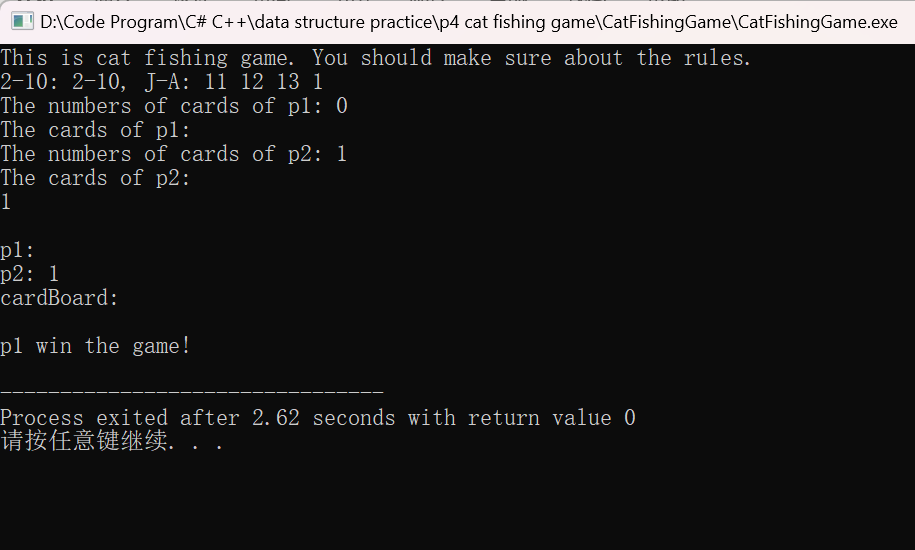 D:\Code Program\C# C++\data structure practice\p4 cat fishing game\CatFishingGame\CatFishingGame.exe
This is cat fishing game. You should make sure about the rules.
2-10: 2-10, J-A: 11 12 13 1
The numbers of cards of p1: 0
The cards of p1:
The numbers of cards of p2: 1
The cards of p2:
1
p1:
p2: 1
cardBoard:
p1 win the game!
--------------------------------
Process exited after 2.62 seconds with return value 0
请按任意键继续. . .